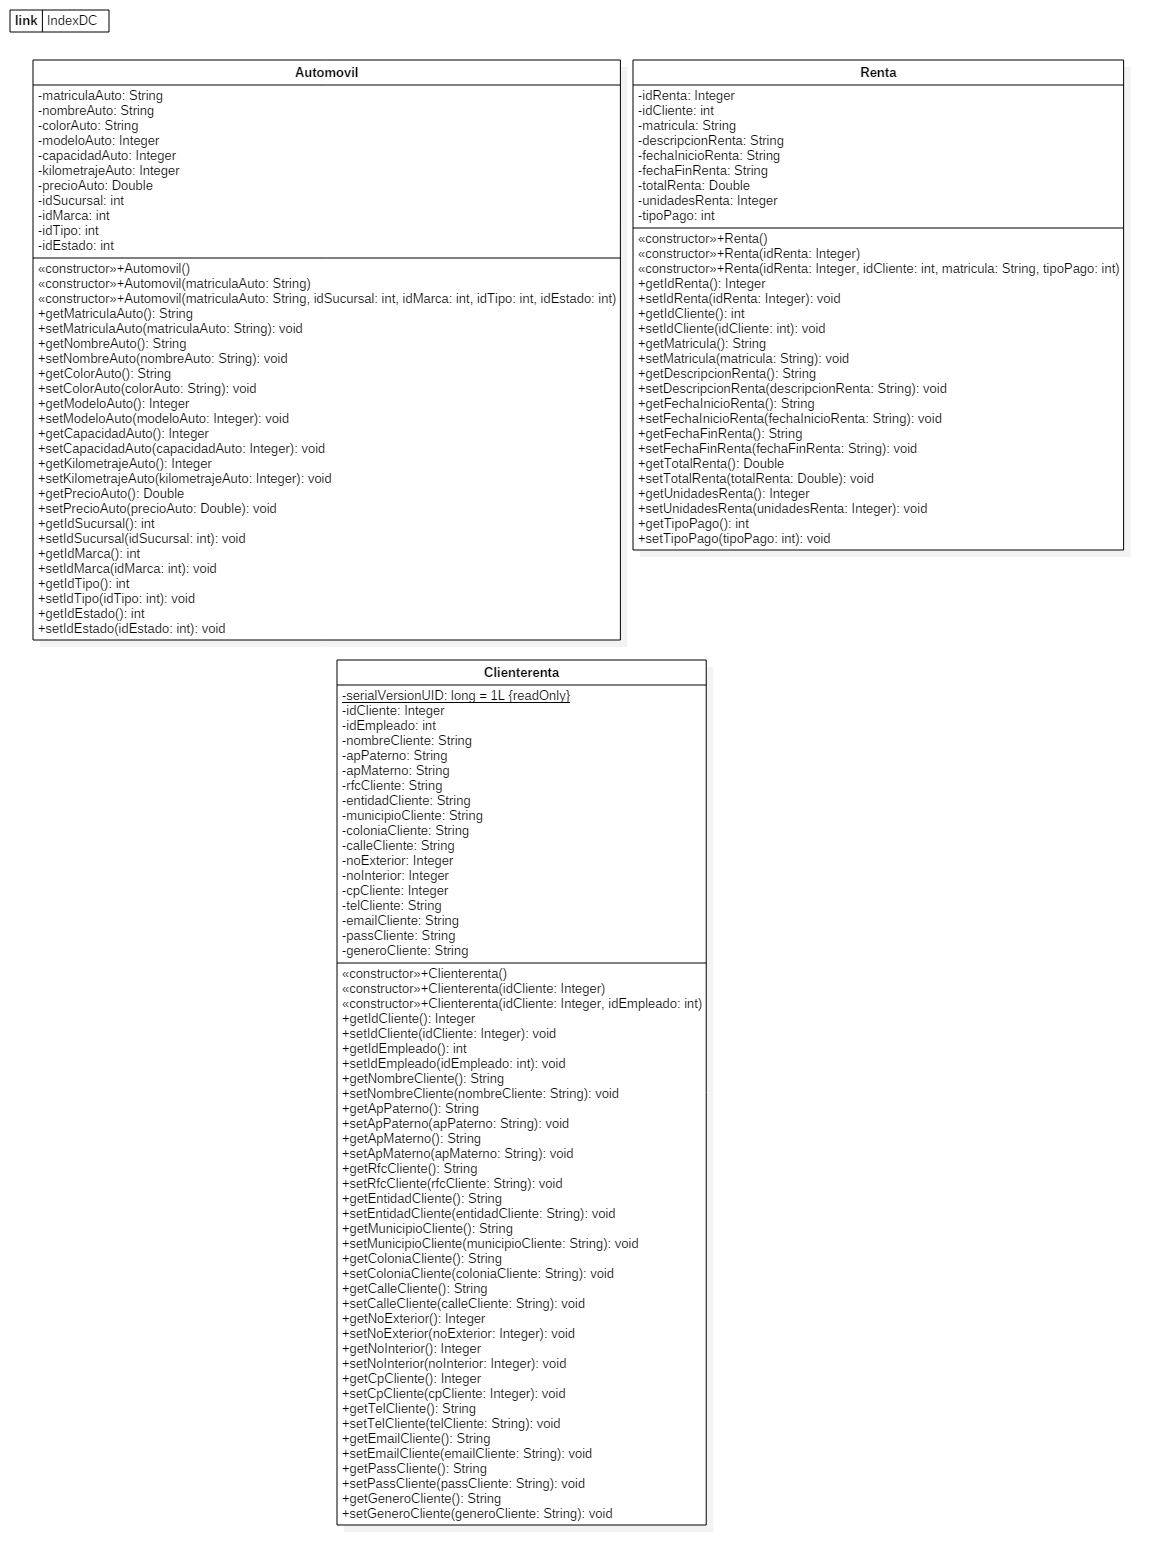 link IndexDC
Automovil
-matriculaAuto: String
-nombreAuto: String
-colorAuto: String
-modeloAuto: Integer
-capacidadAuto: Integer
-kilometrajeAuto: Integer
-precioAuto: Double
-idSucursal: int
-idMarca: int
-idTipo: int
-idEstado: int
«constructor»+Automovil()
«constructor»+Automovil(matriculaAuto: String)
«constructor»+Automovil(matriculaAuto: String, idSucursal: int, idMarca: int, idTipo: int, idEstado: int)
+getMatriculaAuto(): String
+setMatriculaAuto(matriculaAuto: String): void
+getNombreAuto(): String
+setNombreAuto(nombreAuto: String): void
+getColorAuto(): String
+setColorAuto(colorAuto: String): void
+getModeloAuto(): Integer
+setModeloAuto(modeloAuto: Integer): void
+getCapacidadAuto(): Integer
+setCapacidadAuto(capacidadAuto: Integer): void
+getKilometrajeAuto(): Integer
+setKilometrajeAuto(kilometrajeAuto: Integer): void
+getPrecioAuto(): Double
+setPrecioAuto(precioAuto: Double): void
+getIdSucursal(): int
+setIdSucursal(idSucursal: int): void
+getIdMarca(): int
+setIdMarca(idMarca: int): void
+getIdTipo(): int
+setIdTipo(idTipo: int): void
+getIdEstado(): int
+setIdEstado(idEstado: int): void
Renta
-idRenta: Integer
-idCliente: int
-matricula: String
-descripcionRenta: String
-fechaInicioRenta: String
-fechaFinRenta: String
-totalRenta: Double
-unidadesRenta: Integer
-tipoPago: int
«constructor»+Renta()
«constructor»+Renta(idRenta: Integer)
«constructor»+Renta(idRenta: Integer, idCliente: int, matricula: String, tipoPago: int)
+getIdRenta(): Integer
+setIdRenta(idRenta: Integer): void
+getIdCliente(): int
+setIdCliente(idCliente: int): void
+getMatricula(): String
+setMatricula(matricula: String): void
+getDescripcionRenta(): String
+setDescripcionRenta(descripcionRenta: String): void
+getFechaInicioRenta(): String
+setFechaInicioRenta(fechaInicioRenta: String): void
+getFechaFinRenta(): String
+setFechaFinRenta(fechaFinRenta: String): void
+getTotalRenta(): Double
+setTotalRenta(totalRenta: Double): void
+getUnidadesRenta(): Integer
+setUnidadesRenta(unidadesRenta: Integer): void
+getTipoPago(): int
+setTipoPago(tipoPago: int): void
Clienterenta
-serialVersionUID: long = 1L {readOnly}
-idCliente: Integer
-idEmpleado: int
-nombreCliente: String
-apPaterno: String
-apMaterno: String
-rfcCliente: String
-entidadCliente: String
-municipioCliente: String
-coloniaCliente: String
-calleCliente: String
-noExterior: Integer
-noInterior: Integer
-cpCliente: Integer
-telCliente: String
-emailCliente: String
-passCliente: String
-generoCliente: String
«constructor»+Clienterenta()
«constructor»+Clienterenta(idCliente: Integer)
«constructor»+Clienterenta(idCliente: Integer, idEmpleado: int)
+getIdCliente(): Integer
+setIdCliente(idCliente: Integer): void
+getIdEmpleado(): int
+setIdEmpleado(idEmpleado: int): void
+getNombreCliente(): String
+setNombreCliente(nombreCliente: String): void
+getApPaterno(): String
+setApPaterno(apPaterno: String): void
+getApMaterno(): String
+setApMaterno(apMaterno: String): void
+getRfcCliente(): String
+setRfcCliente(rfcCliente: String): void
+getEntidadCliente(): String
+setEntidadCliente(entidadCliente: String): void
+getMunicipioCliente(): String
+setMunicipioCliente(municipioCliente: String): void
+getColoniaCliente(): String
+setColoniaCliente(coloniaCliente: String): void
+getCalleCliente(): String
+setCalleCliente(calleCliente: String): void
+getNoExterior(): Integer
+setNoExterior(noExterior: Integer): void
+getNoInterior(): Integer
+setNoInterior(noInterior: Integer): void
+getCpCliente(): Integer
+setCpCliente(cpCliente: Integer): void
+getTelCliente(): String
+setTelCliente(telCliente: String): void
+getEmailCliente(): String
+setEmailCliente(emailCliente: String): void
+getPassCliente(): String
+setPassCliente(passCliente: String): void
+getGeneroCliente(): String
+setGeneroCliente(generoCliente: String): void